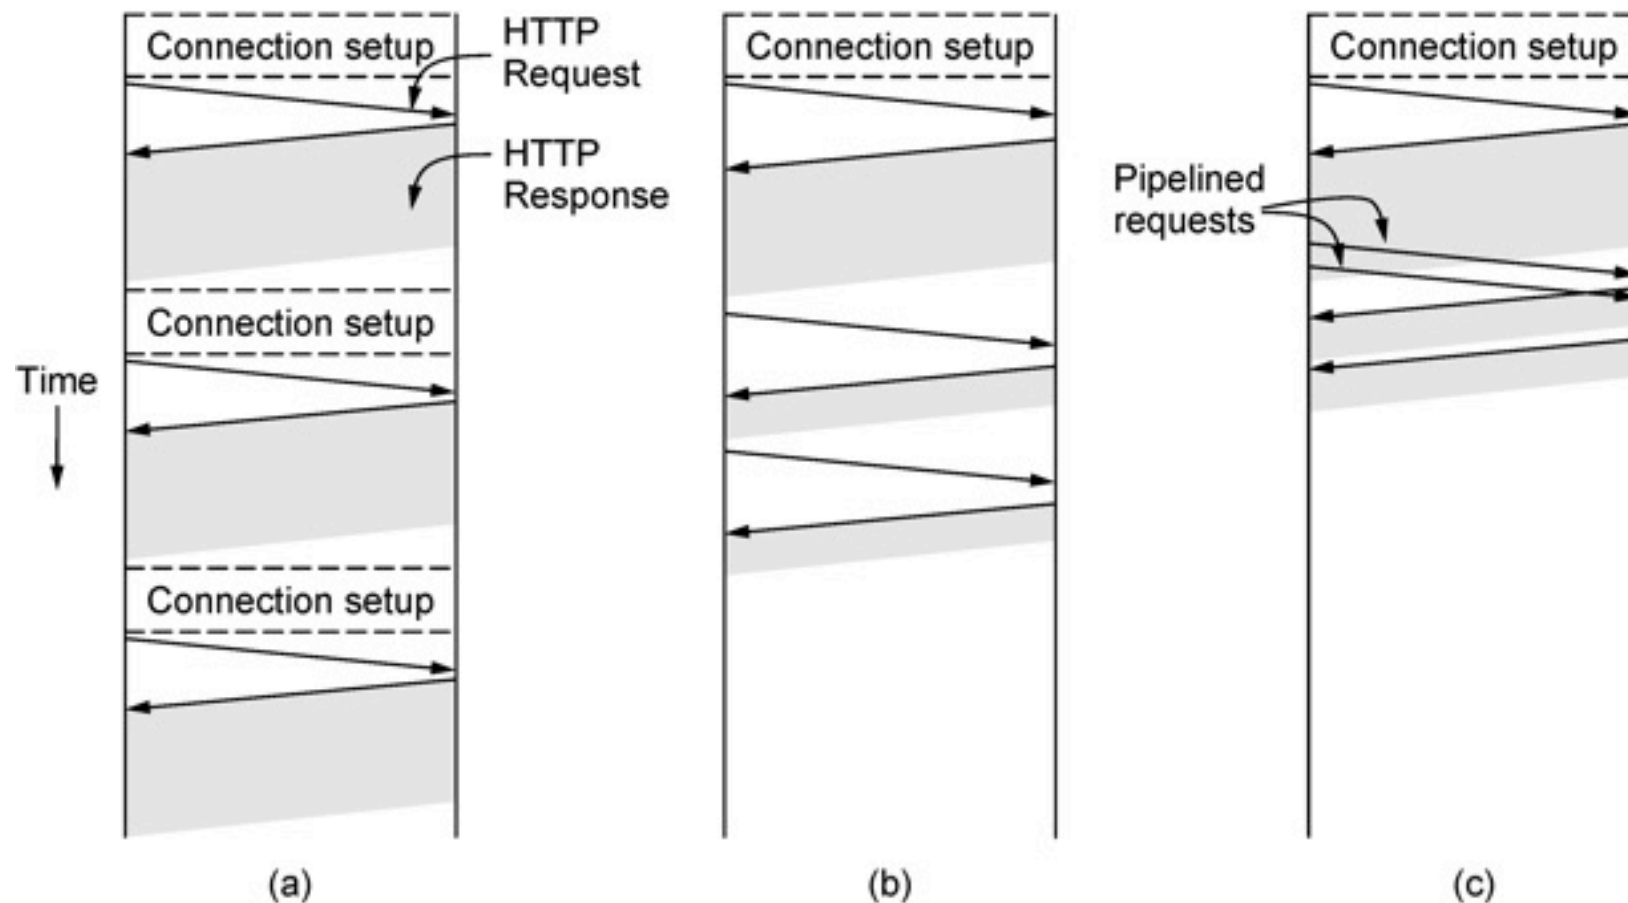 Connection setup
HTTP
Request
HTTP
Response
Connection setup
Time
Connection setup
(a)
Connection setup
(b)
Connection setup
Pipelined
requests
(c)